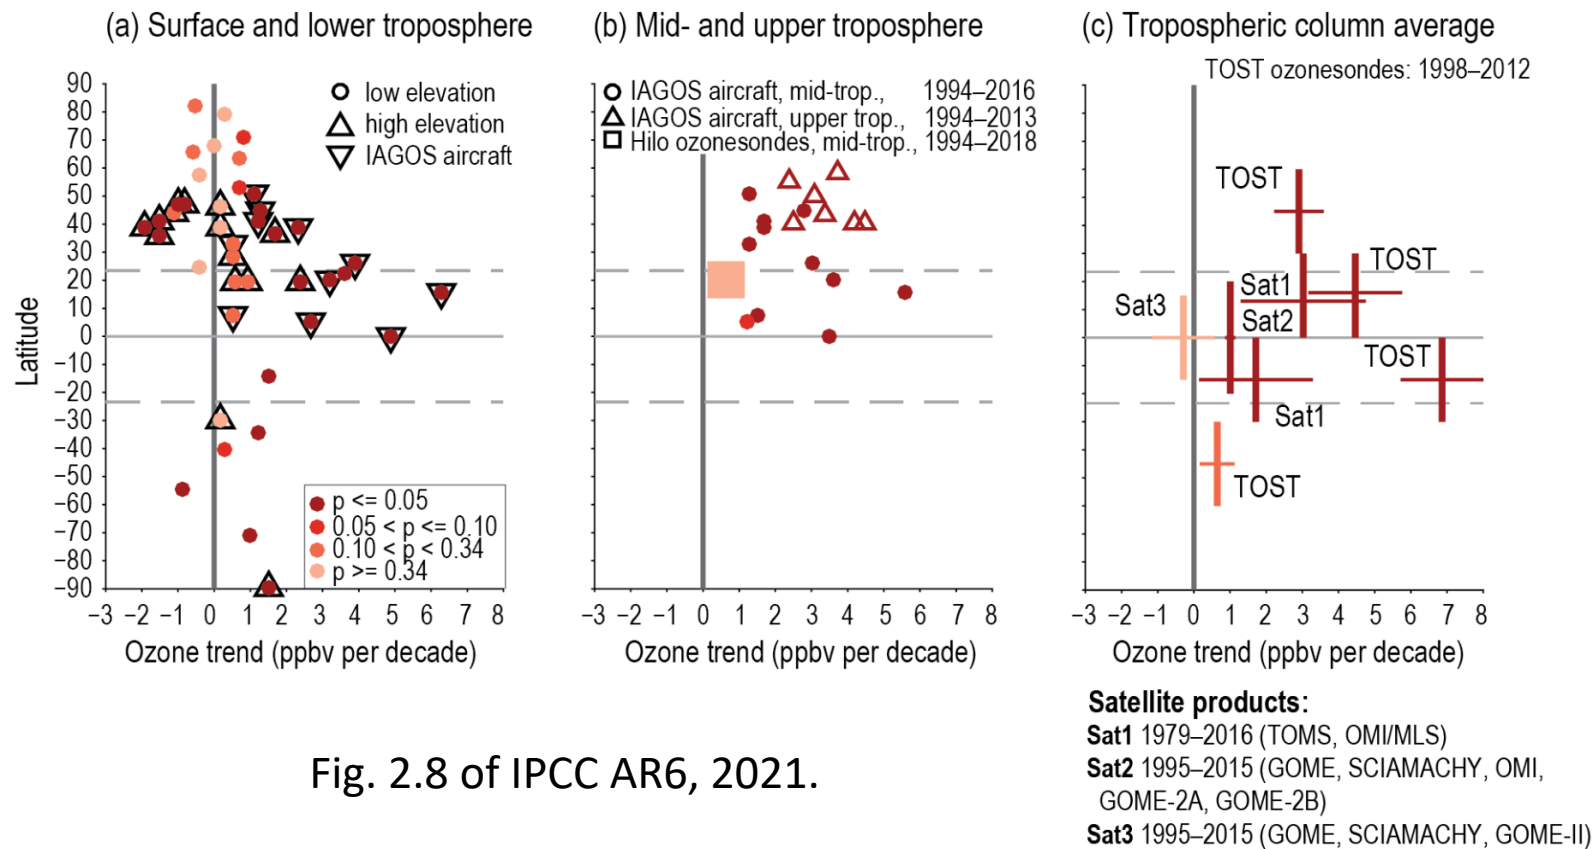 (a) Surface and lower troposphere
90
80
70
60
50
40
30
20
10
0
−10
−20
−30
−40
−50
−60
−70
−80
−90
Latitude
low elevation
high elevation
IAGOS aircraft
p <= 0.05
0.05 < p <= 0.10
0.10 < p < 0.34
p >= 0.34
−3 −2 −1 0 1 2 3 4 5 6 7 8
Ozone trend (ppbv per decade)
(b) Mid- and upper troposphere
IAGOS aircraft, mid-trop., 1994–2016
IAGOS aircraft, upper trop., 1994–2013
Hilo ozonesondes, mid-trop., 1994–2018
−3 −2 −1 0 1 2 3 4 5 6 7 8
Ozone trend (ppbv per decade)
(c) Tropospheric column average
TOST ozonesondes: 1998–2012
TOST
TOST
Sat1
Sat3
Sat2
TOST
Sat1
TOST
−3 −2 −1 0 1 2 3 4 5 6 7 8
Ozone trend (ppbv per decade)
Satellite products:
Sat1 1979–2016 (TOMS, OMI/MLS)
Sat2 1995–2015 (GOME, SCIAMACHY, OMI,
GOME-2A, GOME-2B)
Sat3 1995–2015 (GOME, SCIAMACHY, GOME-II)
Fig. 2.8 of IPCC AR6, 2021.